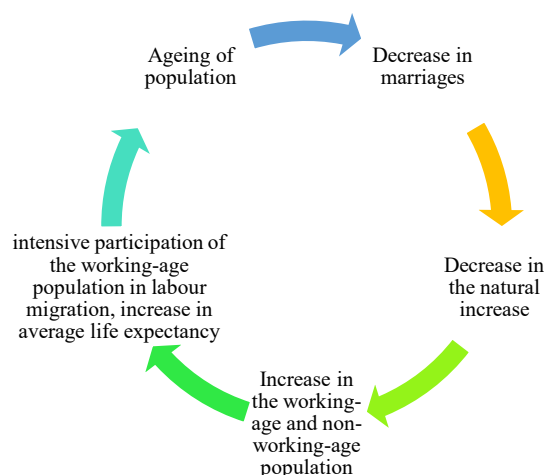 Ageing of
population
Decrease in
marriages
Decrease in
the natural
increase
Increase in
the working-
age and non-
working-age
population
intensive participation of
the working-age
population in labour
migration, increase in
average life expectancy